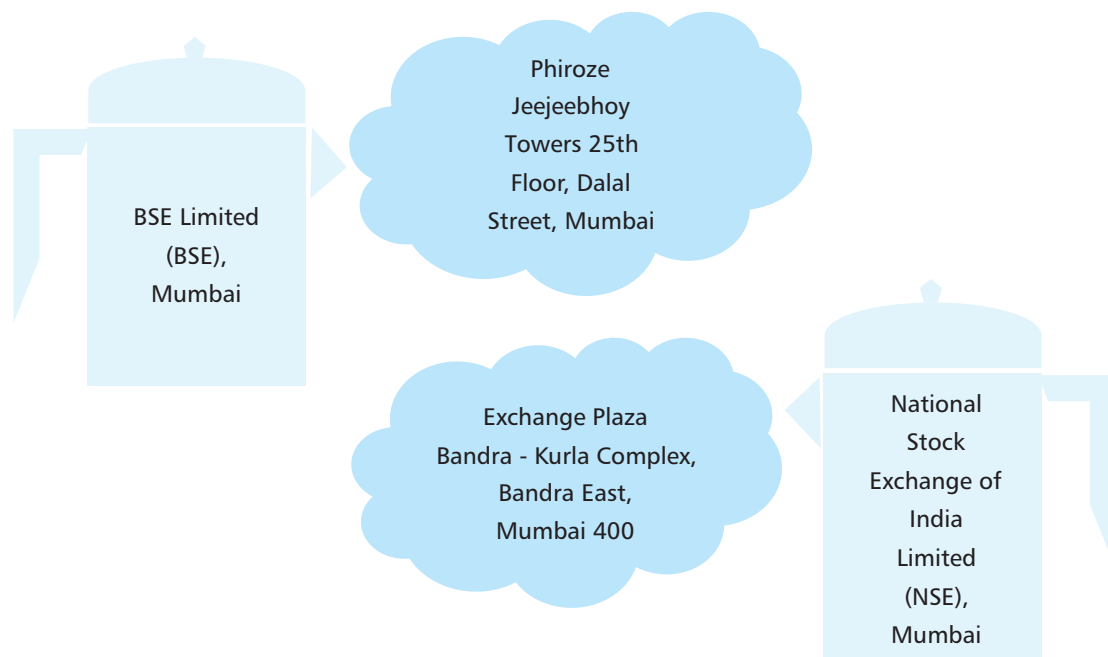 BSE Limited
(BSE),
Mumbai
Phiroze
Jeejeebhoy
Towers 25th
Floor, Dalal
Street, Mumbai
Exchange Plaza
Bandra - Kurla Complex,
Bandra East,
Mumbai 400
National
Stock
Exchange of
India
Limited
(NSE),
Mumbai